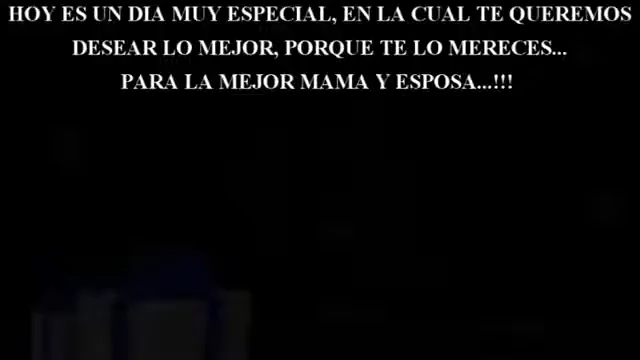 HOY ES UN DIA MUY ESPECIAL, EN LA CUAL TE QUEREMOS
DESEAR LO MEJOR, PORQUE TE LO MERECES...
PARA LA MEJOR MAMA Y ESPOSA...!!!